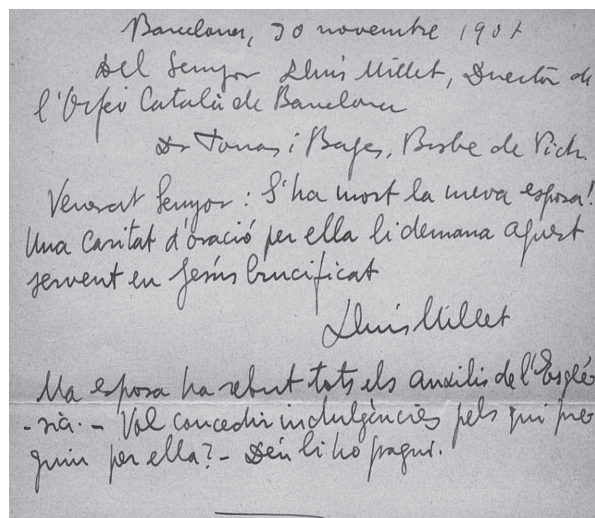 Barcelona, 30 novembre 1907
Del Senyor Lluís Millet, Director de
l'Orfeó Català de Barcelona
Dr Torras i Bages, Bisbe de Vich.
Venerat Senyor: S'ha mort la meva esposa!
Una caritat d'oració per ella li demana aquest
servent en Jesús Crucificat
Lluís Millet
Ma esposa ha rebut tots els auxilis de l'Esglé-
-sia. - Vol concedir indulgències pels qui pre
guin per ella? - Déu li ho pagui.